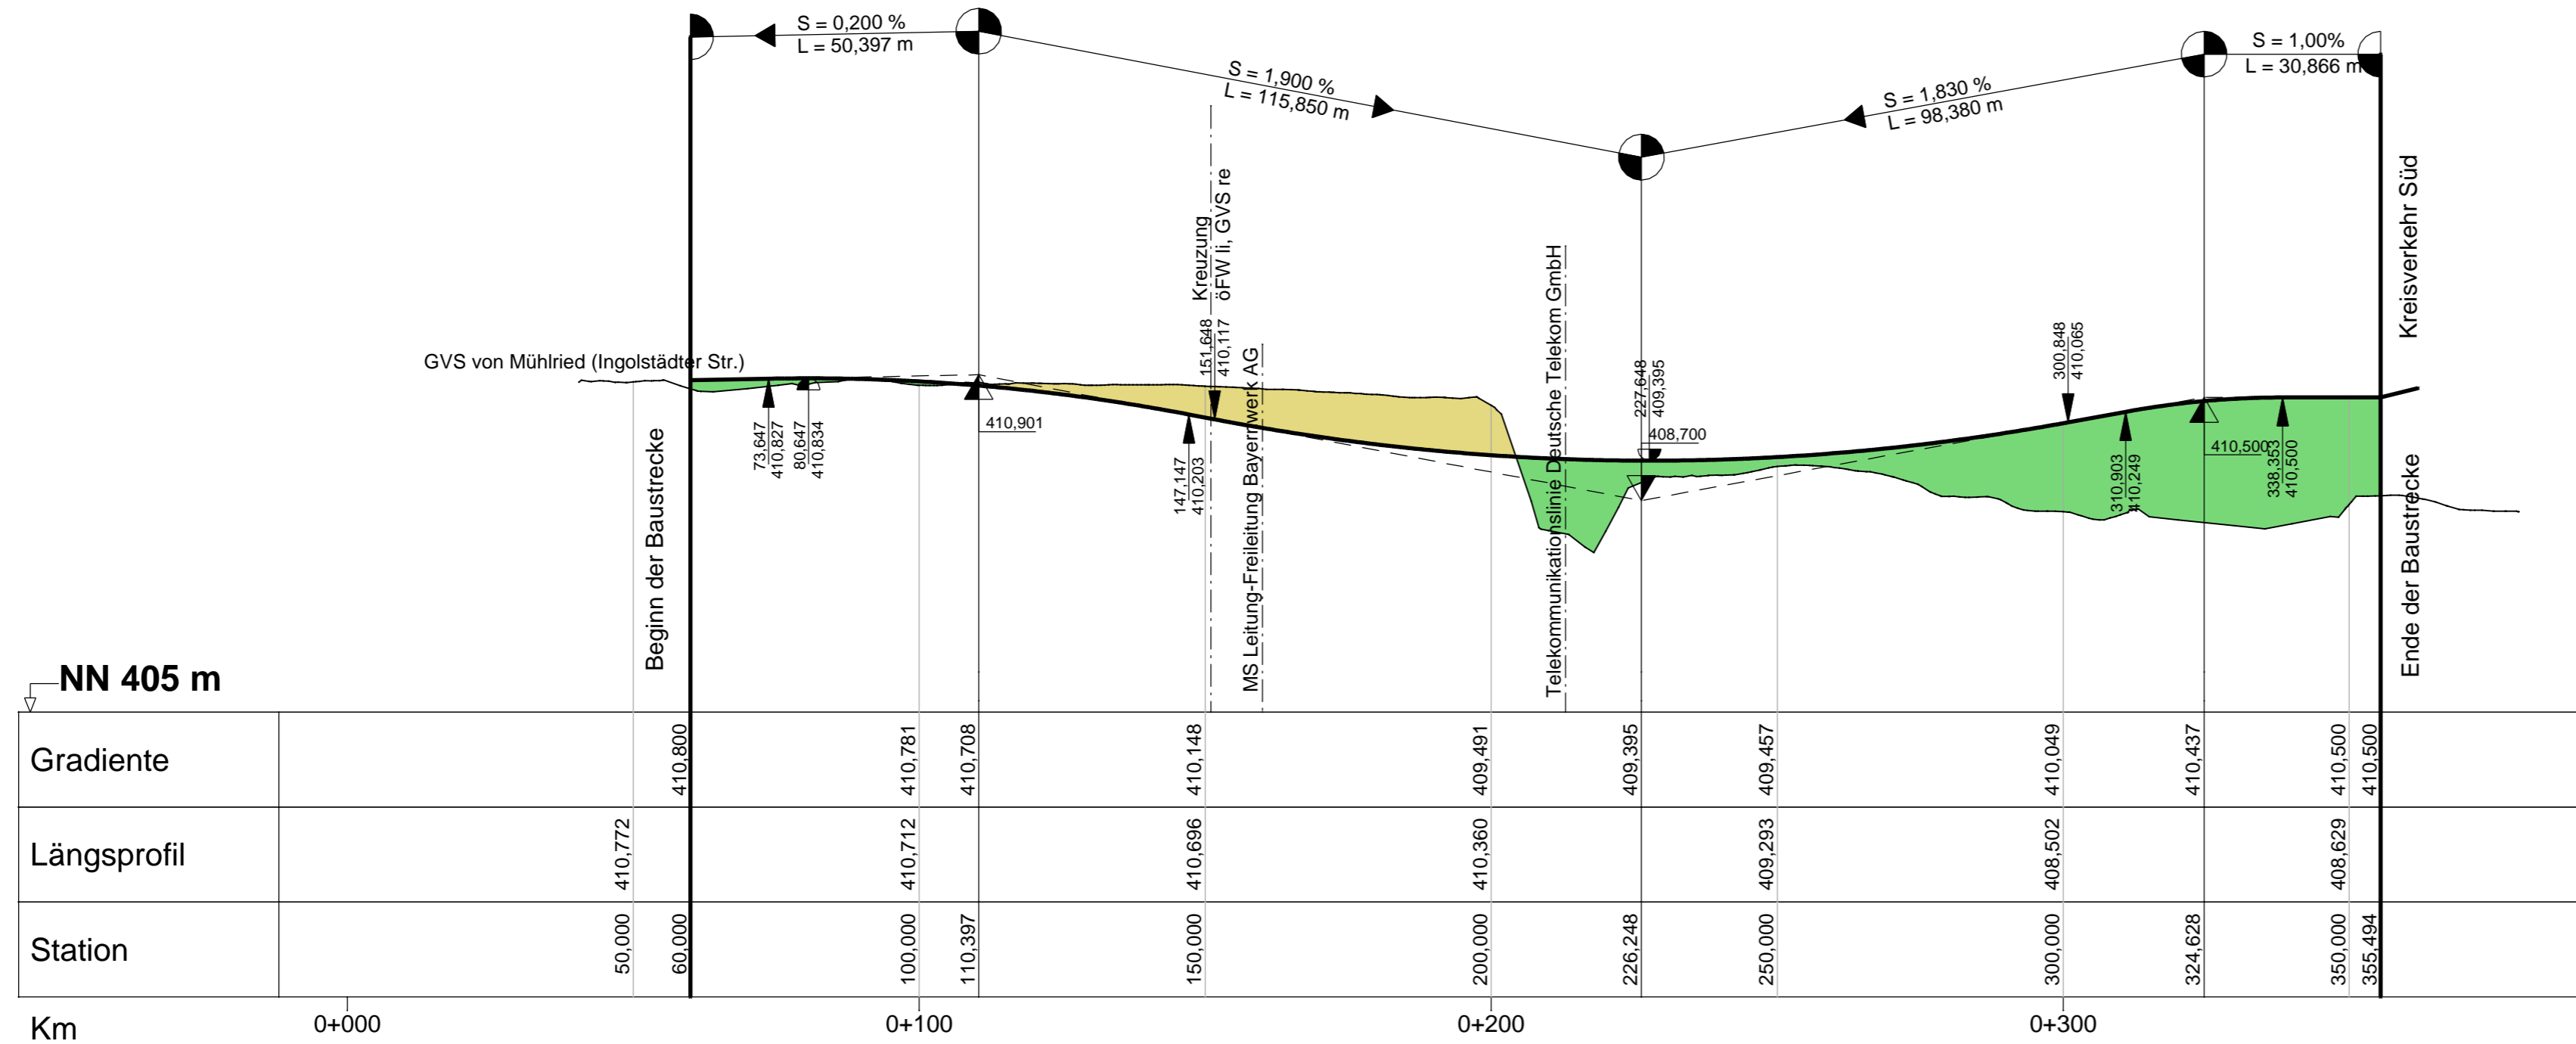 S = 0,200 %
L = 50,397 m
S = 1,900 %
L = 115,850 m
S = 1,830 %
L = 98,380 m
S = 1,00%
L = 30,866 m
Kreuzung
öFW li, GVS re
Kreisverkehr Süd
GVS von Mühlried (Ingolstädter Str.)
151,648
410,117
MS Leitung-Freileitung Bayernwerk AG
Telekommunikationslinie Deutsche Telekom GmbH
227,648
409,395
300,848
410,065
73,647
410,827
80,647
410,834
410,901
147,147
410,203
408,700
310,903
410,249
410,500
338,353
410,500
Beginn der Baustrecke
Ende der Baustrecke
NN 405 m
Gradiente
410,800
410,781
410,708
410,148
409,491
409,395
409,457
410,049
410,437
410,500
410,500
Längsprofil
410,772
410,712
410,696
410,360
409,293
408,502
408,629
Station
50,000
60,000
100,000
110,397
150,000
200,000
226,248
250,000
300,000
324,628
350,000
355,494
Km
0+000
0+100
0+200
0+300